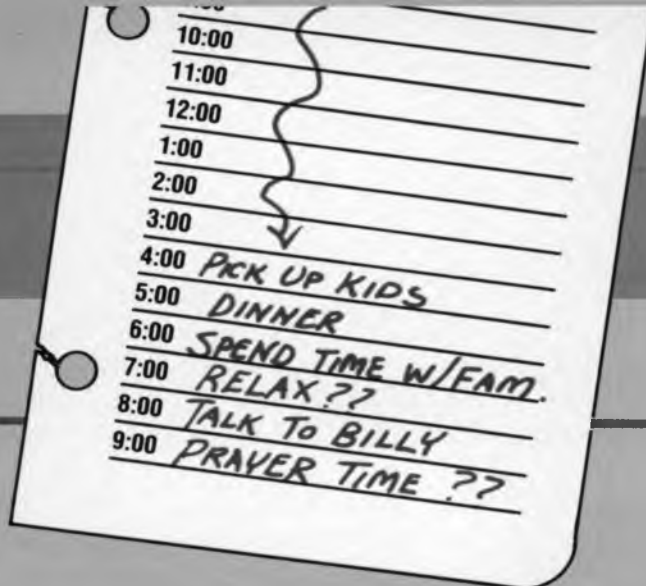 10:00
11:00
12:00
1:00
2:00
3:00
4:00 PICK UP KIDS
5:00 DINNER
6:00 SPEND TIME W/FAM.
7:00 RELAX??
8:00 TALK TO BILLY
9:00 PRAYER TIME ??